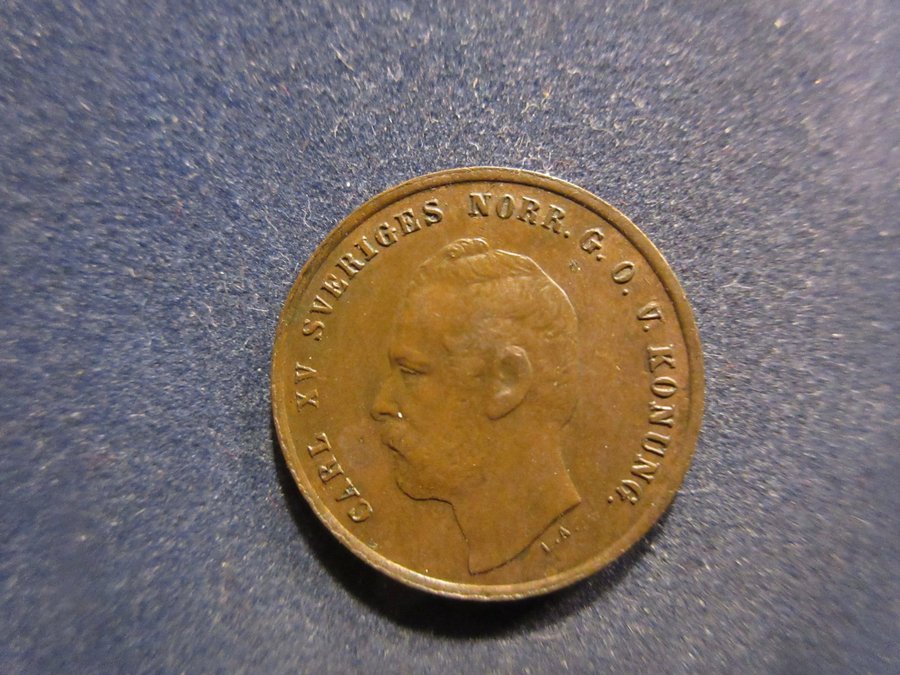 CARL XV SVERIGES NORR. G. O. V. KONUNG.
L.A.